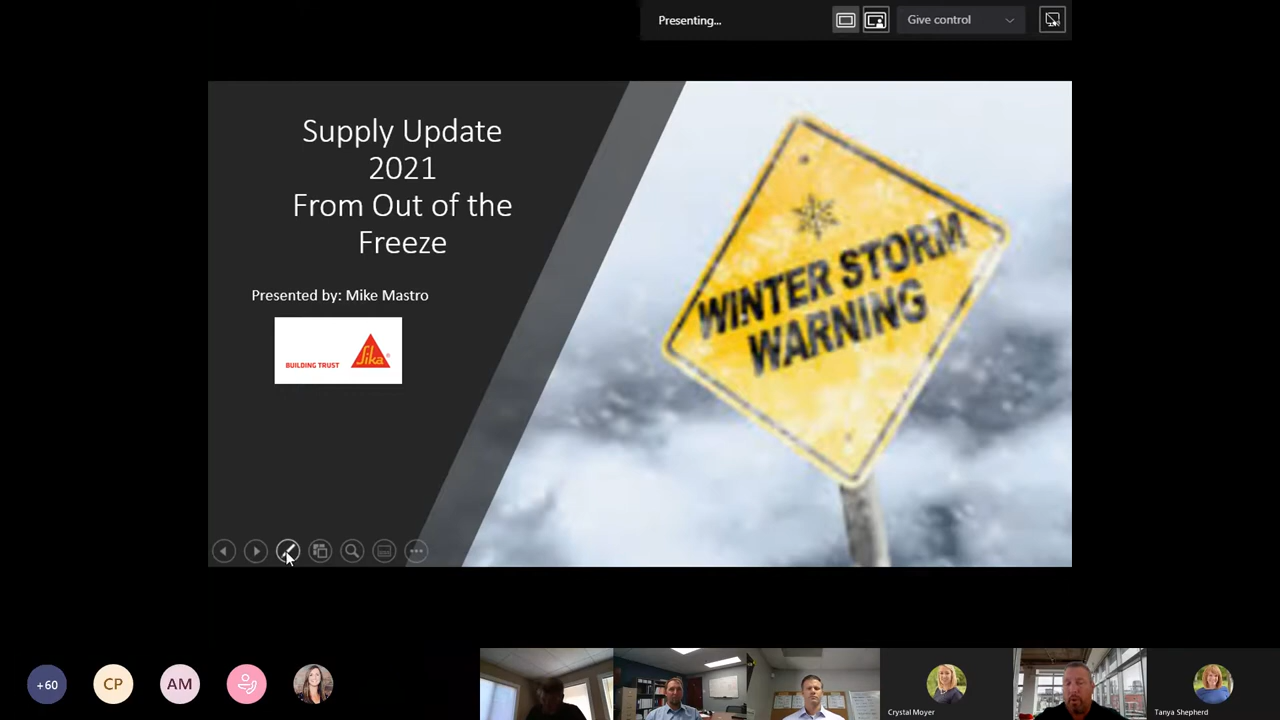 Presenting...
Give control
Supply Update
2021
From Out of the
Freeze
Presented by: Mike Mastro
BUILDING TRUST
Sika®
WINTER STORM
WARNING
+60
CP
AM
Crystal Moyer
Tanya Shepherd